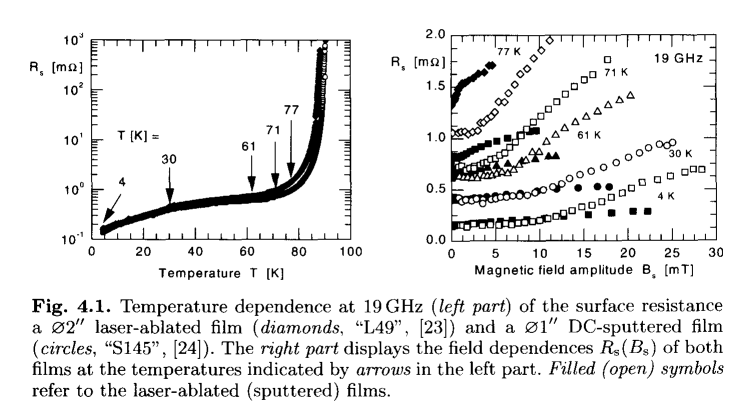 10³
10²
10¹
10⁰
10⁻¹
Rₛ [mΩ]
T [K] =
4
30
61
71
77
0 20 40 60 80 100
Temperature T [K]
2.0
1.5
1.0
0.5
0.0
Rₛ [mΩ]
77 K
19 GHz
71 K
61 K
30 K
4 K
0 5 10 15 20 25 30
Magnetic field amplitude Bₛ [mT]
Fig. 4.1. Temperature dependence at 19 GHz (left part) of the surface resistance
a ∅2″ laser-ablated film (diamonds, “L49”, [23]) and a ∅1″ DC-sputtered film
(circles, “S145”, [24]). The right part displays the field dependences Rₛ(Bₛ) of both
films at the temperatures indicated by arrows in the left part. Filled (open) symbols
refer to the laser-ablated (sputtered) films.